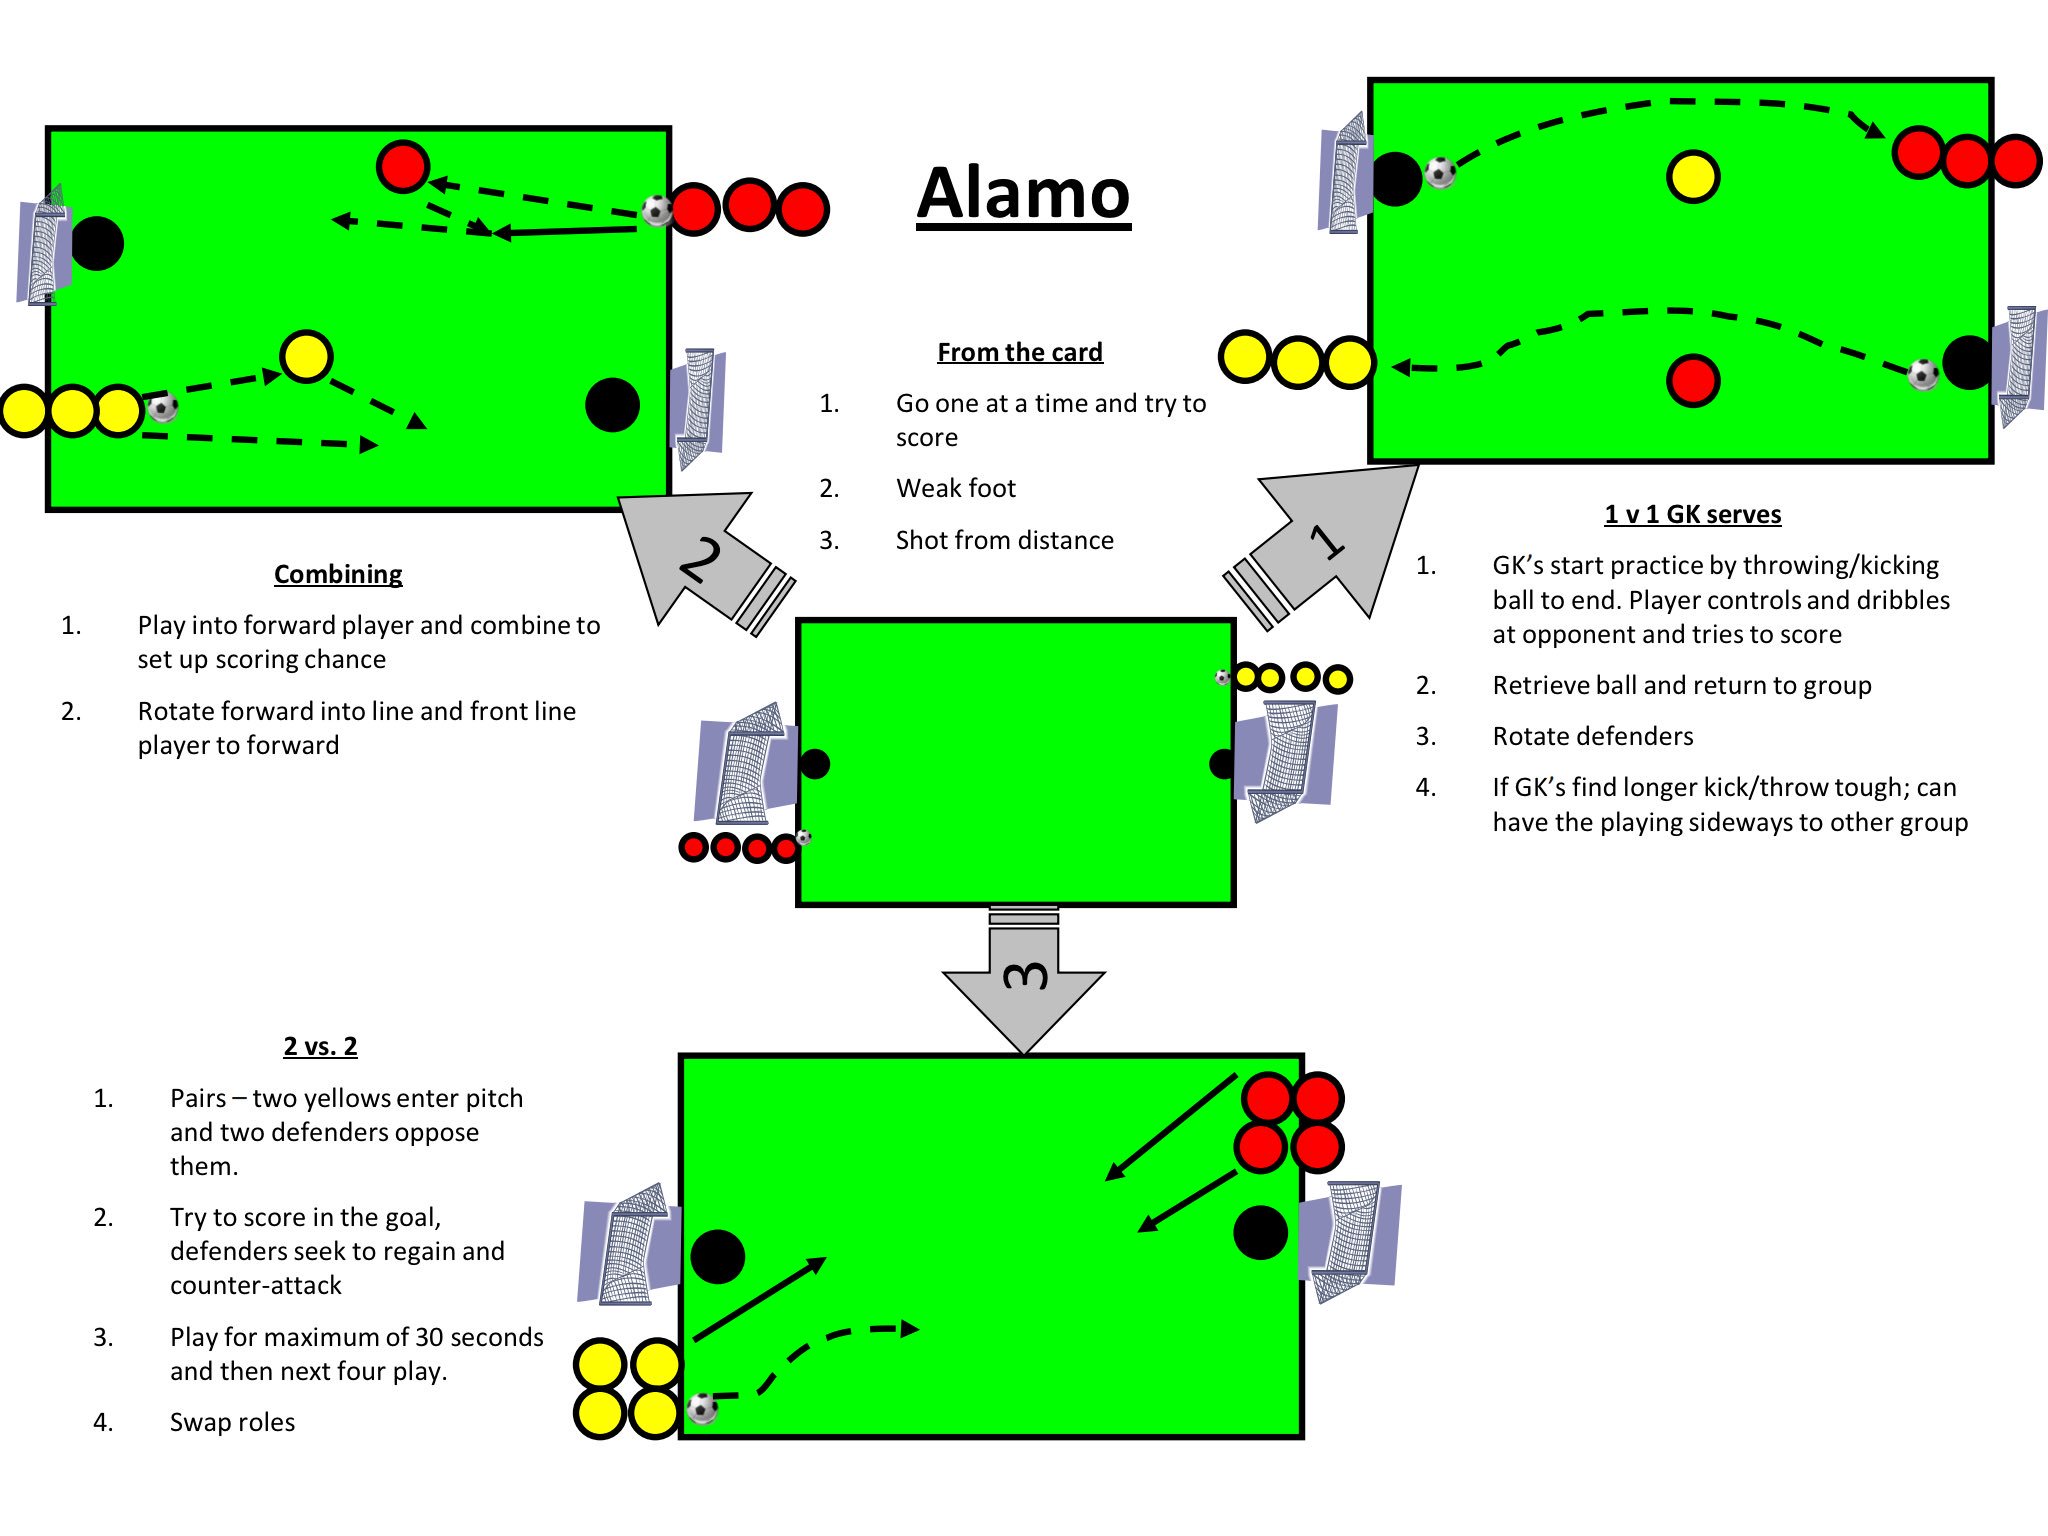 Alamo
From the card
1. Go one at a time and try to
score
2. Weak foot
3. Shot from distance
1
1 v 1 GK serves
1. GK’s start practice by throwing/kicking
ball to end. Player controls and dribbles
at opponent and tries to score
2. Retrieve ball and return to group
3. Rotate defenders
4. If GK’s find longer kick/throw tough; can
have the playing sideways to other group
2
Combining
1. Play into forward player and combine to
set up scoring chance
2. Rotate forward into line and front line
player to forward
3
2 vs. 2
1. Pairs – two yellows enter pitch
and two defenders oppose
them.
2. Try to score in the goal,
defenders seek to regain and
counter-attack
3. Play for maximum of 30 seconds
and then next four play.
4. Swap roles